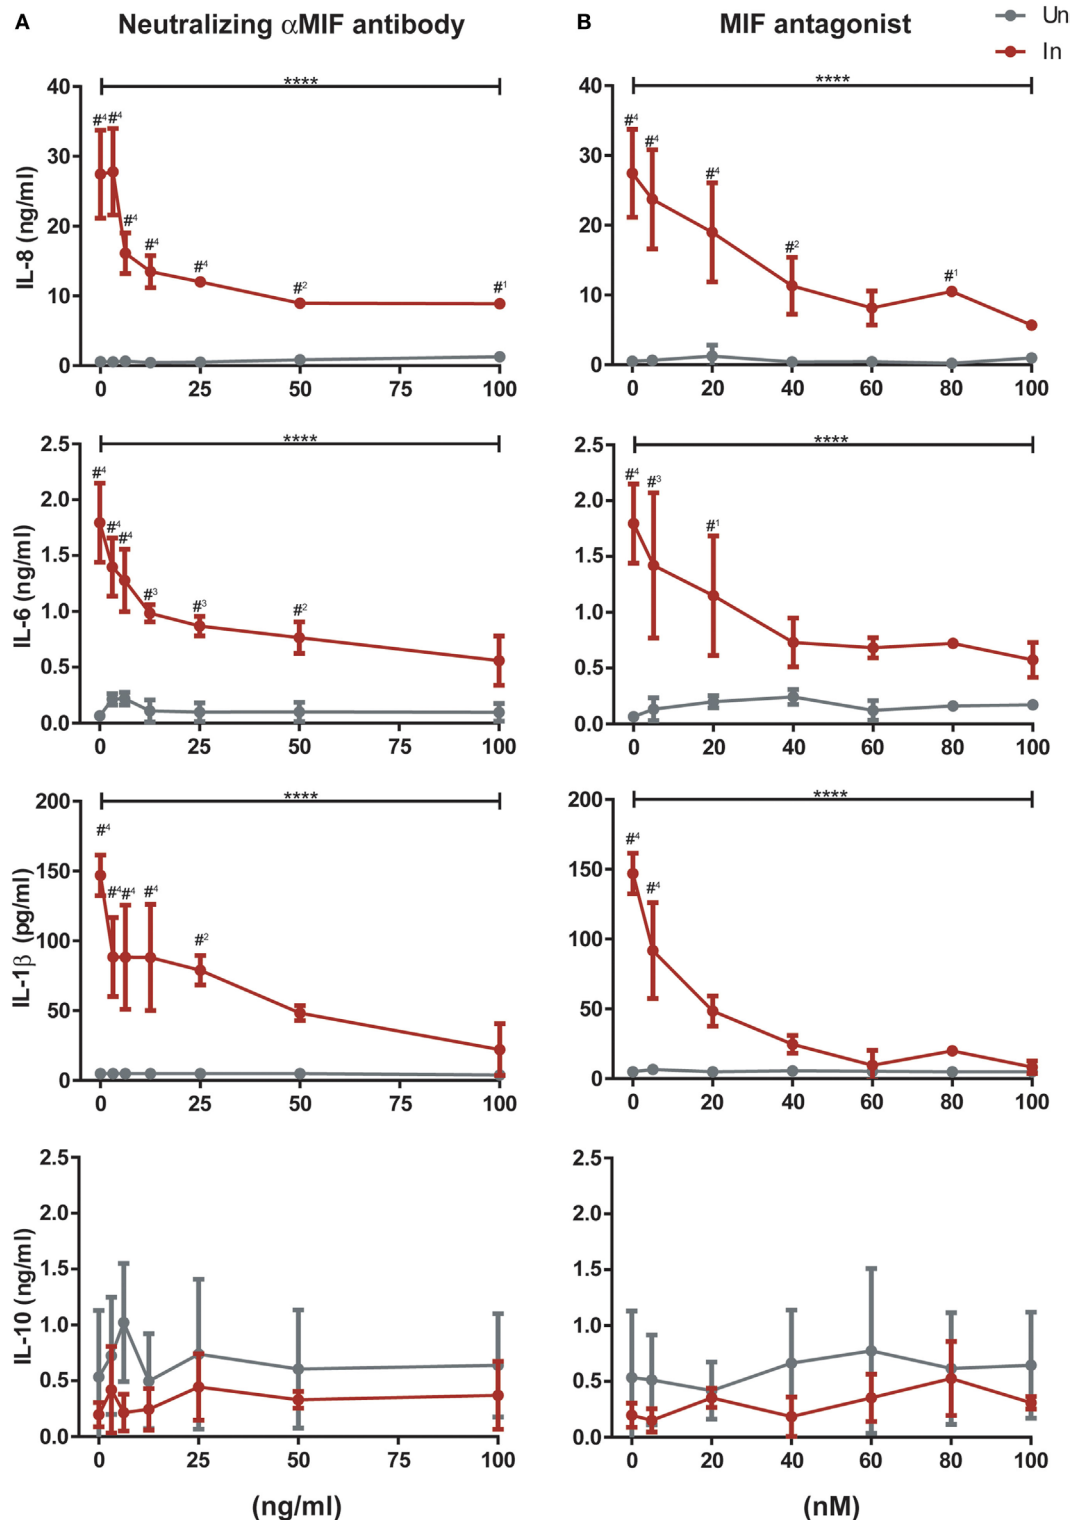 A Neutralizing αMIF antibody
B MIF antagonist
Un
In
IL-8 (ng/ml)
40
30
20
10
0
****
#4 #4 #4 #4 #4 #2 #1
0 25 50 75 100
40
30
20
10
0
****
#4 #4 #4 #2 #1
0 20 40 60 80 100
IL-6 (ng/ml)
2.5
2.0
1.5
1.0
0.5
0.0
****
#4 #4 #4 #3 #3 #2
0 25 50 75 100
2.5
2.0
1.5
1.0
0.5
0.0
****
#4 #3 #1
0 20 40 60 80 100
IL-1β (pg/ml)
200
150
100
50
0
****
#4 #4 #4 #4 #2
0 25 50 75 100
200
150
100
50
0
****
#4 #4
0 20 40 60 80 100
IL-10 (ng/ml)
2.5
2.0
1.5
1.0
0.5
0.0
0 25 50 75 100
(ng/ml)
2.5
2.0
1.5
1.0
0.5
0.0
0 20 40 60 80 100
(nM)